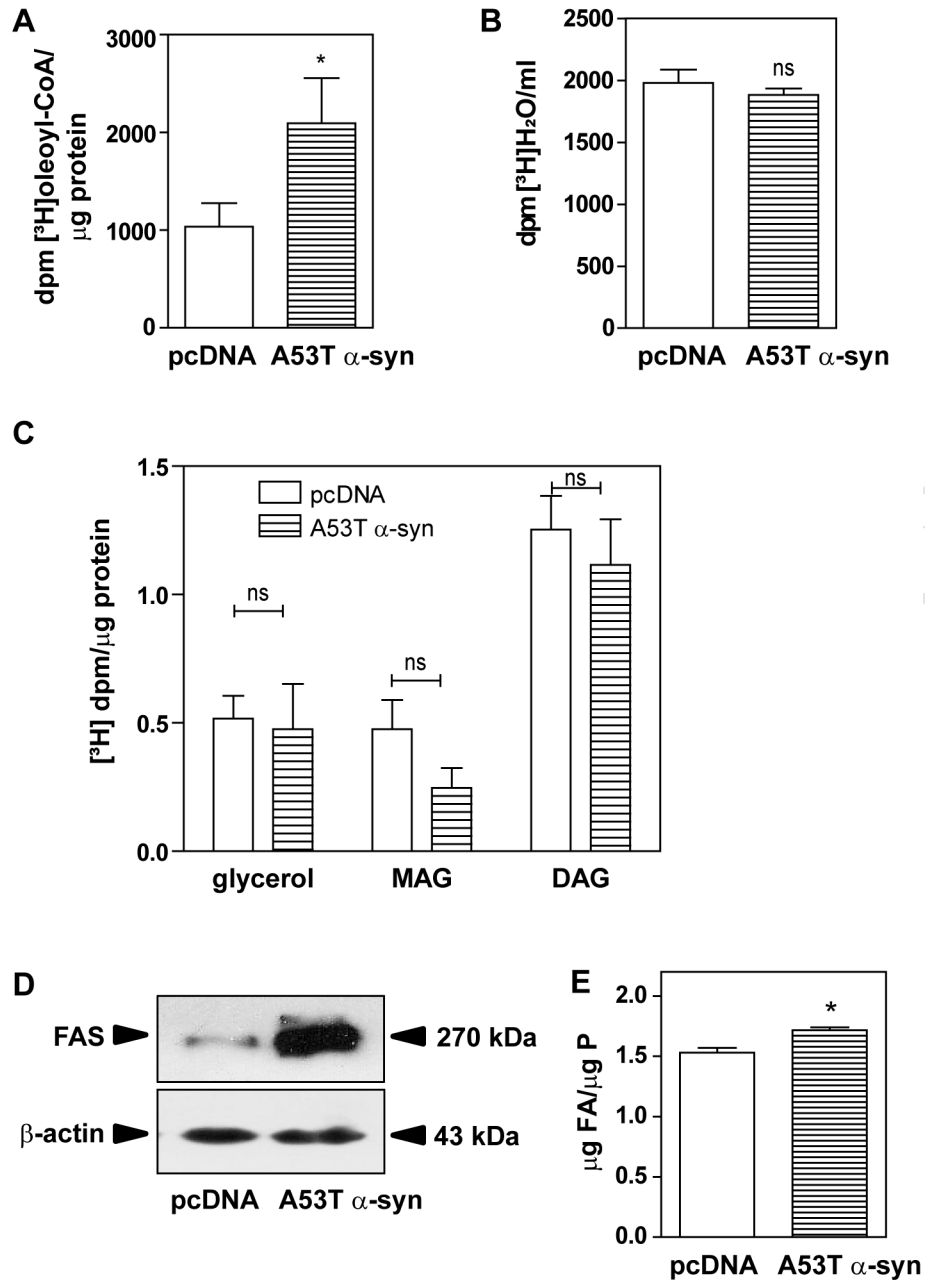 A
dpm [³H]oleoyl-CoA/
μg protein
3000
2000
1000
0
*
pcDNA A53T α-syn
B
dpm [³H]H₂O/ml
2500
2000
1500
1000
500
0
ns
pcDNA A53T α-syn
C
[³H] dpm/μg protein
1.5
1.0
0.5
0.0
pcDNA
A53T α-syn
ns
ns
ns
glycerol MAG DAG
D
FAS 270 kDa
β-actin 43 kDa
pcDNA A53T α-syn
E
μg FA/μg P
2.0
1.5
1.0
0.5
0.0
*
pcDNA A53T α-syn